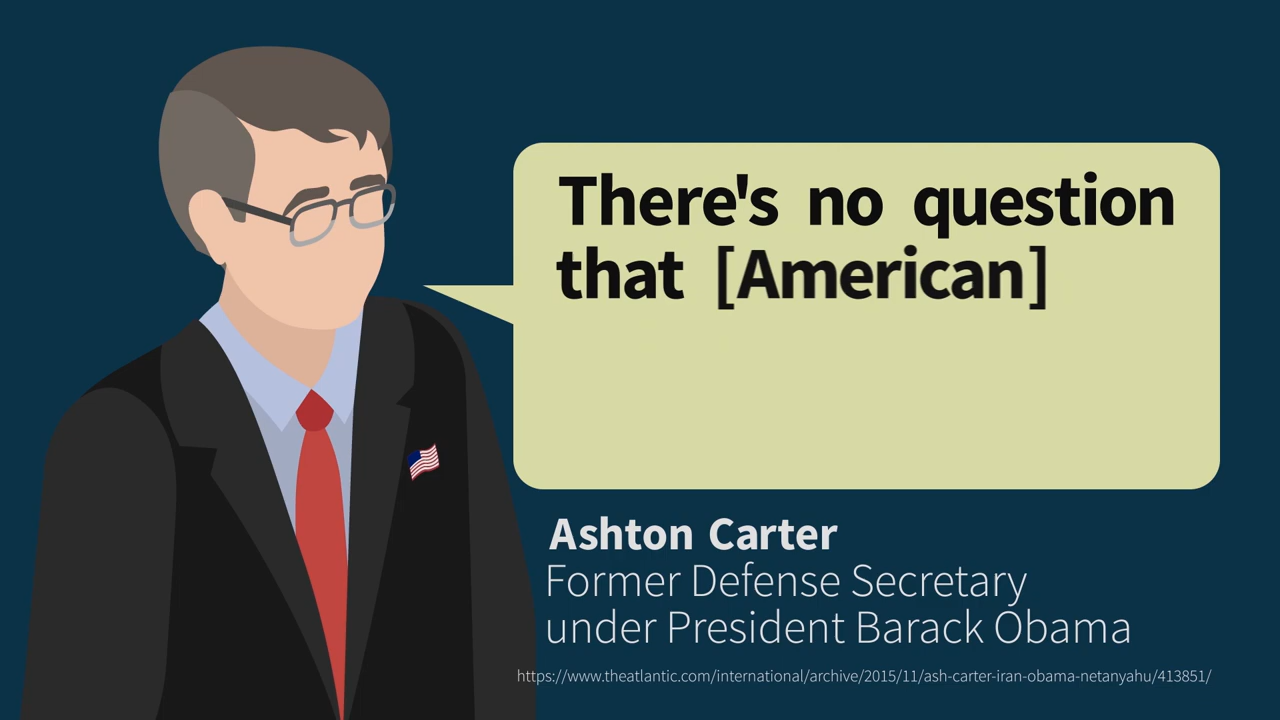 There's no question
that [American]
Ashton Carter
Former Defense Secretary
under President Barack Obama
https://www.theatlantic.com/international/archive/2015/11/ash-carter-iran-obama-netanyahu/413851/